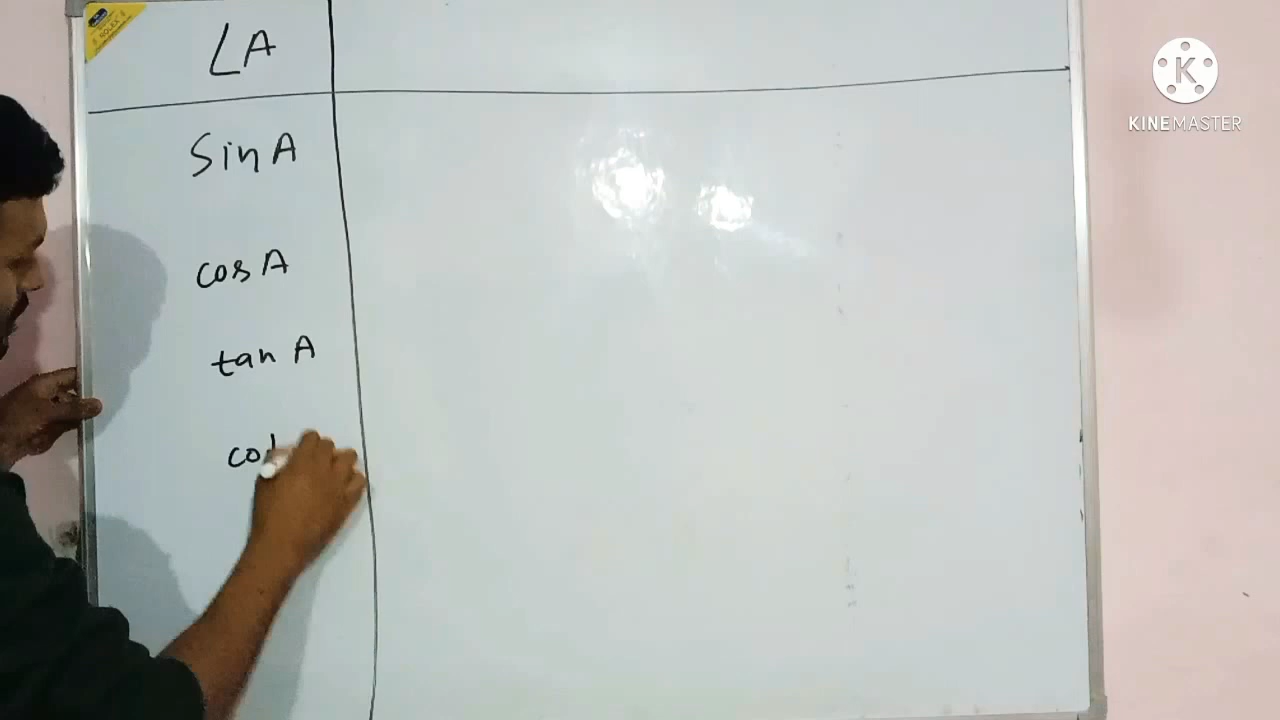 ∠A
Sin A
cos A
tan A
K
KINEMASTER